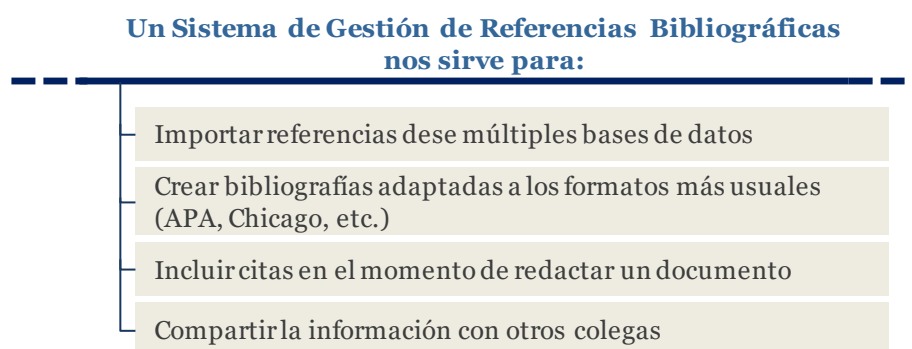 Un Sistema de Gestión de Referencias Bibliográficas
nos sirve para:
Importar referencias dese múltiples bases de datos
Crear bibliografías adaptadas a los formatos más usuales
(APA, Chicago, etc.)
Incluir citas en el momento de redactar un documento
Compartir la información con otros colegas